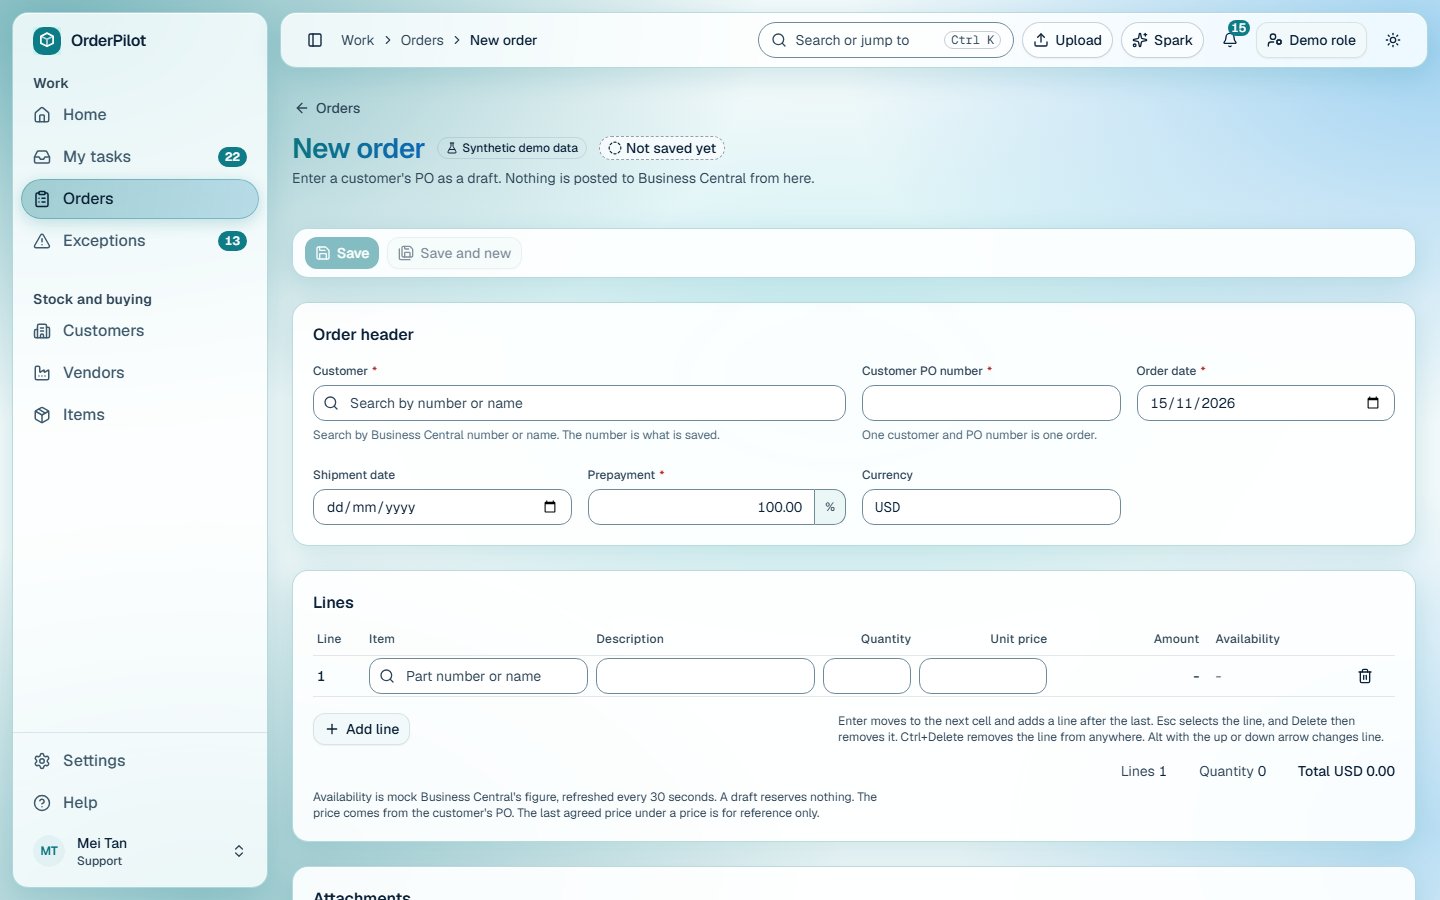 OrderPilot
Work
Home
My tasks 22
Orders
Exceptions 13
Stock and buying
Customers
Vendors
Items
Settings
Help
MT
Mei Tan
Support
Work > Orders > New order
Search or jump to Ctrl K
Upload
Spark
15
Demo role
Orders
New order Synthetic demo data Not saved yet
Enter a customer's PO as a draft. Nothing is posted to Business Central from here.
Save Save and new
Order header
Customer * Customer PO number * Order date *
Search by number or name 15/11/2026
Search by Business Central number or name. The number is what is saved. One customer and PO number is one order.
Shipment date Prepayment * Currency
dd/mm/yyyy 100.00 % USD
Lines
Line Item Description Quantity Unit price Amount Availability
1 Part number or name - -
Add line
Enter moves to the next cell and adds a line after the last. Esc selects the line, and Delete then
removes it. Ctrl+Delete removes the line from anywhere. Alt with the up or down arrow changes line.
Lines 1 Quantity 0 Total USD 0.00
Availability is mock Business Central's figure, refreshed every 30 seconds. A draft reserves nothing. The
price comes from the customer's PO. The last agreed price under a price is for reference only.
Attachments